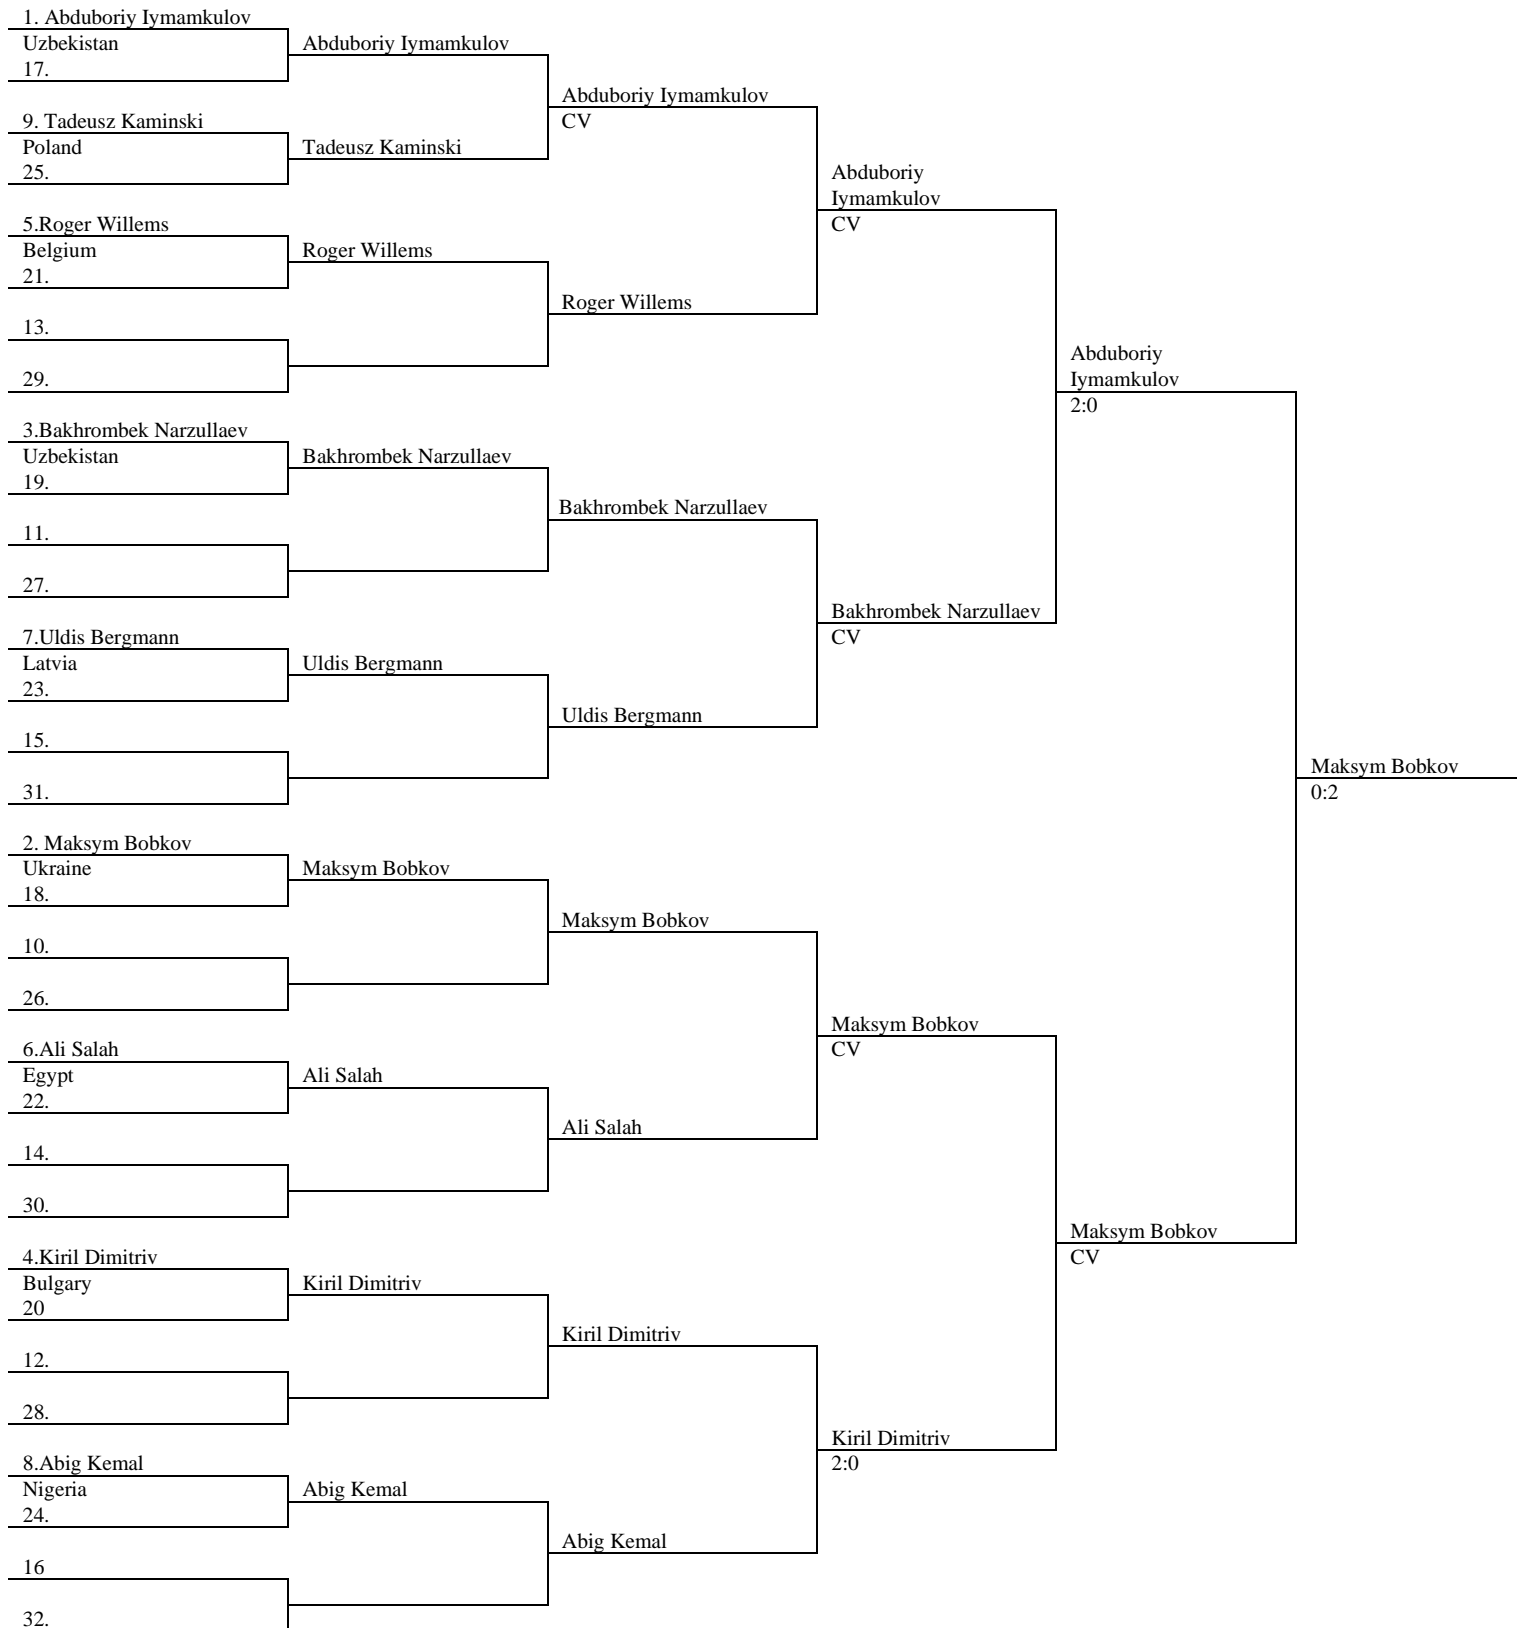 1. Abduboriy Iymamkulov
Uzbekistan
17.
9. Tadeusz Kaminski
Poland
25.
5.Roger Willems
Belgium
21.
13.
29.
3.Bakhrombek Narzullaev
Uzbekistan
19.
11.
27.
7.Uldis Bergmann
Latvia
23.
15.
31.
2. Maksym Bobkov
Ukraine
18.
10.
26.
6.Ali Salah
Egypt
22.
14.
30.
4.Kiril Dimitriv
Bulgary
20
12.
28.
8.Abig Kemal
Nigeria
24.
16
32.
Abduboriy Iymamkulov
Tadeusz Kaminski
Roger Willems
Bakhrombek Narzullaev
Uldis Bergmann
Maksym Bobkov
Ali Salah
Kiril Dimitriv
Abig Kemal
Abduboriy Iymamkulov
CV
Roger Willems
Bakhrombek Narzullaev
Uldis Bergmann
Maksym Bobkov
Ali Salah
Kiril Dimitriv
Abig Kemal
Abduboriy
Iymamkulov
CV
Bakhrombek Narzullaev
CV
Maksym Bobkov
CV
Kiril Dimitriv
2:0
Abduboriy
Iymamkulov
2:0
Maksym Bobkov
CV
Maksym Bobkov
0:2